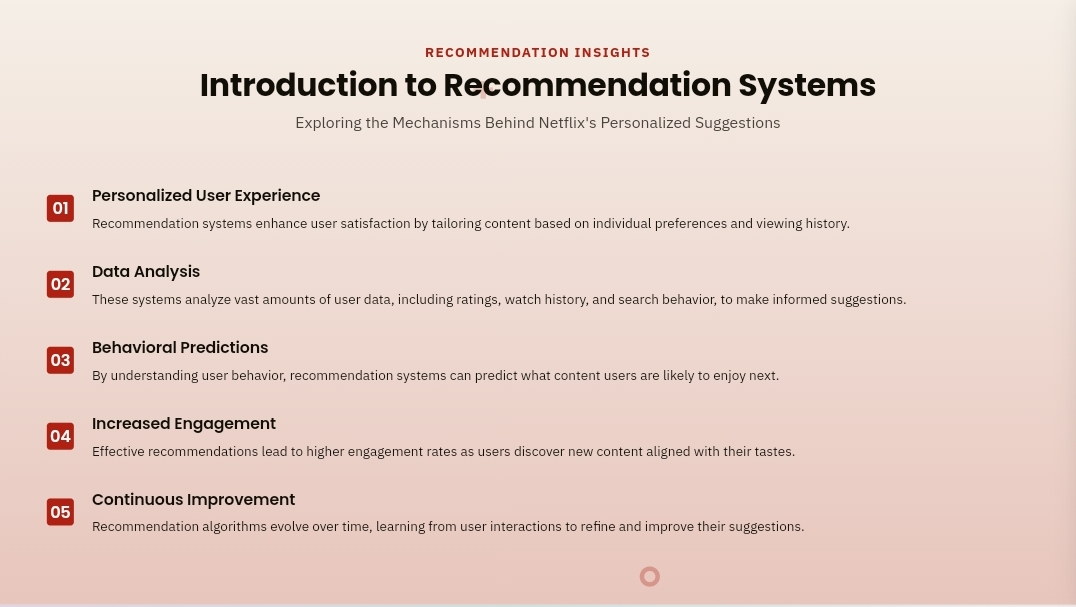 RECOMMENDATION INSIGHTS
Introduction to Recommendation Systems
Exploring the Mechanisms Behind Netflix's Personalized Suggestions
01
Personalized User Experience
Recommendation systems enhance user satisfaction by tailoring content based on individual preferences and viewing history.
02
Data Analysis
These systems analyze vast amounts of user data, including ratings, watch history, and search behavior, to make informed suggestions.
03
Behavioral Predictions
By understanding user behavior, recommendation systems can predict what content users are likely to enjoy next.
04
Increased Engagement
Effective recommendations lead to higher engagement rates as users discover new content aligned with their tastes.
05
Continuous Improvement
Recommendation algorithms evolve over time, learning from user interactions to refine and improve their suggestions.